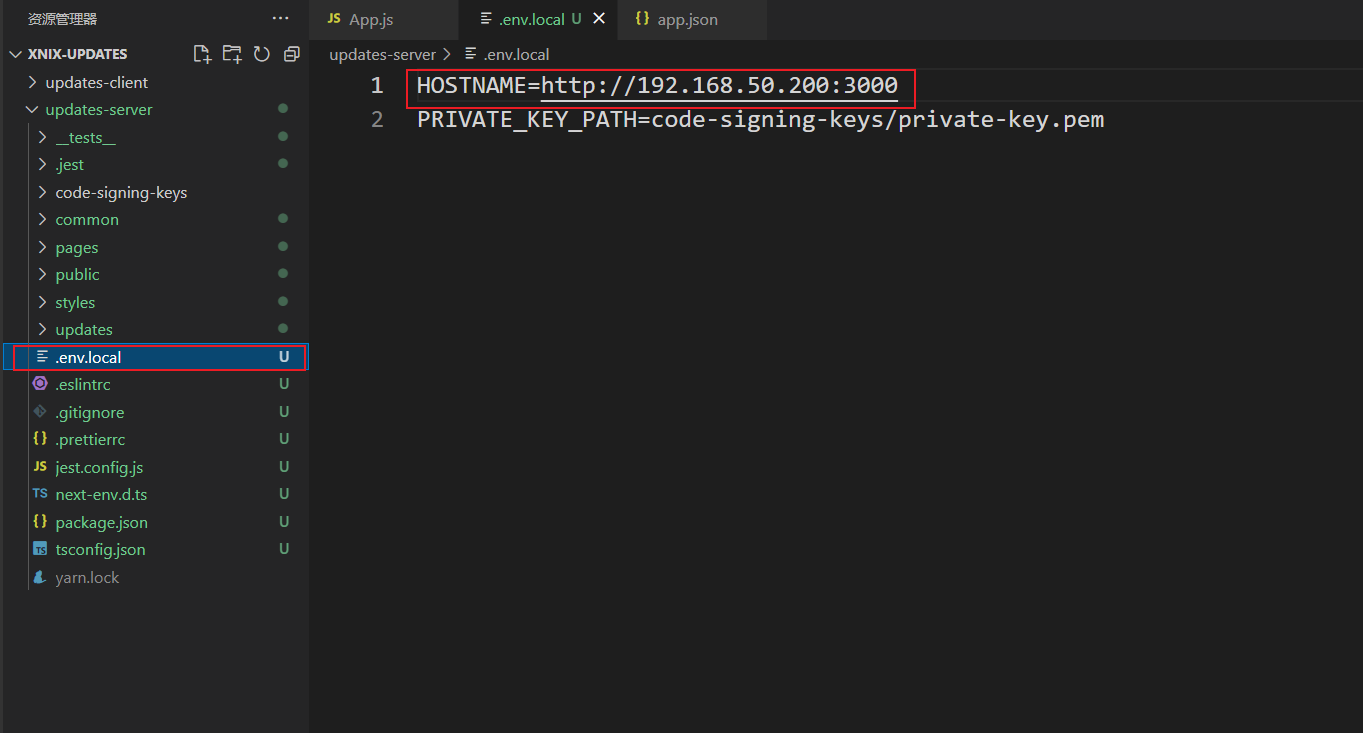 资源管理器 ···
XNIX-UPDATES
updates-client
updates-server
__tests__
.jest
code-signing-keys
common
pages
public
styles
updates
.env.local U
.eslintrc U
.gitignore U
{} .prettierrc U
JS jest.config.js U
TS next-env.d.ts U
{} package.json U
TS tsconfig.json U
yarn.lock
JS App.js
.env.local U
{} app.json
updates-server > .env.local
1 HOSTNAME=http://192.168.50.200:3000
2 PRIVATE_KEY_PATH=code-signing-keys/private-key.pem